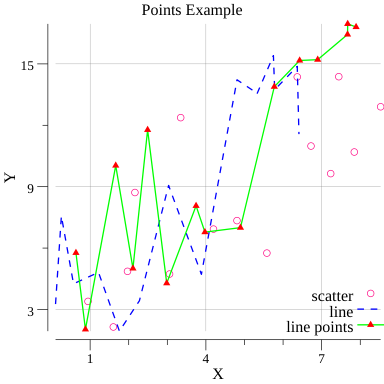 Points Example
15
Y
9
3
scatter
line
line points
1
4
7
X